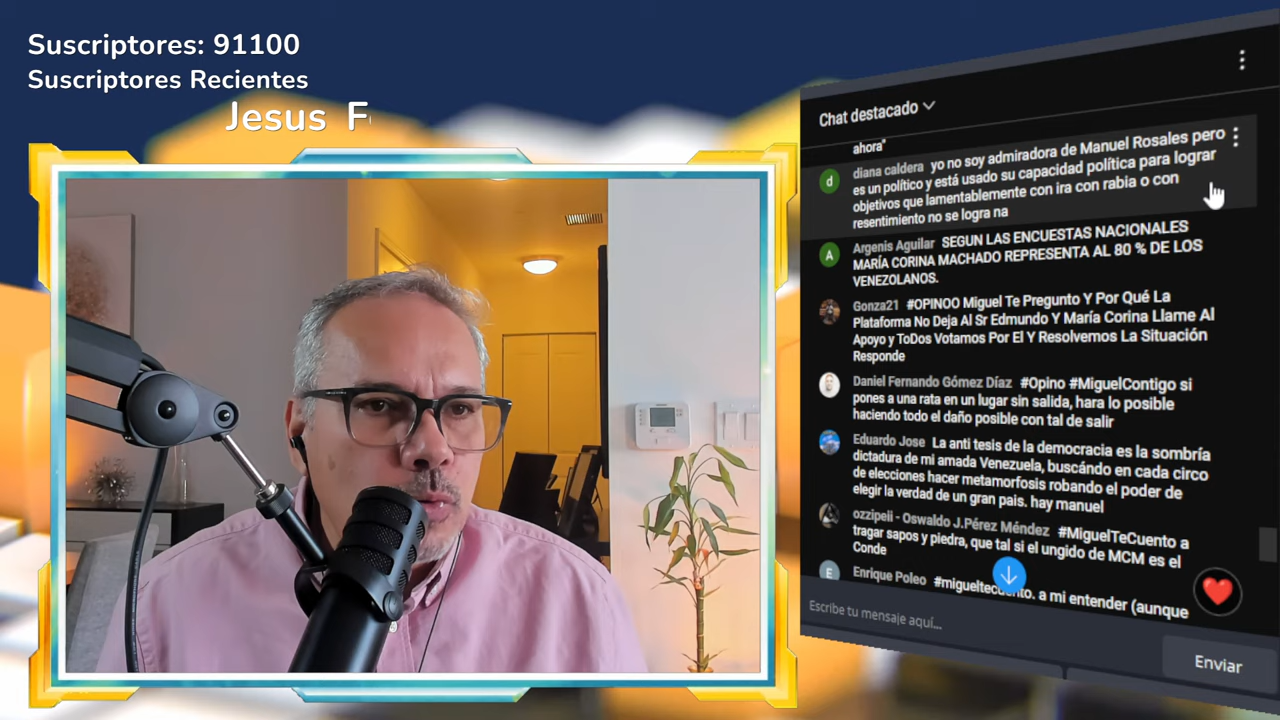 Suscriptores: 91100
Suscriptores Recientes
Jesus F
Chat destacado
ahora"
d
diana caldera yo no soy admiradora de Manuel Rosales pero
es un político y está usado su capacidad política para lograr
objetivos que lamentablemente con ira con rabia o con
resentimiento no se logra na
A
Argenis Aguilar SEGUN LAS ENCUESTAS NACIONALES
MARÍA CORINA MACHADO REPRESENTA AL 80 % DE LOS
VENEZOLANOS.
Gonza21 #OPINOO Miguel Te Pregunto Y Por Qué La
Plataforma No Deja Al Sr Edmundo Y María Corina Llame Al
Apoyo y ToDos Votamos Por El Y Resolvemos La Situación
Responde
Daniel Fernando Gómez Díaz #Opino #MiguelContigo si
pones a una rata en un lugar sin salida, hara lo posible
haciendo todo el daño posible con tal de salir
Eduardo Jose La anti tesis de la democracia es la sombría
dictadura de mi amada Venezuela, buscándo en cada circo
de elecciones hacer metamorfosis robando el poder de
elegir la verdad de un gran pais. hay manuel
ozzipeli - Oswaldo J.Pérez Méndez #MiguelTeCuento a
tragar sapos y piedra, que tal si el ungido de MCM es el
Conde
E
Enrique Poleo #migueltecuento. a mi entender (aunque
Escribe tu mensaje aquí...
Enviar